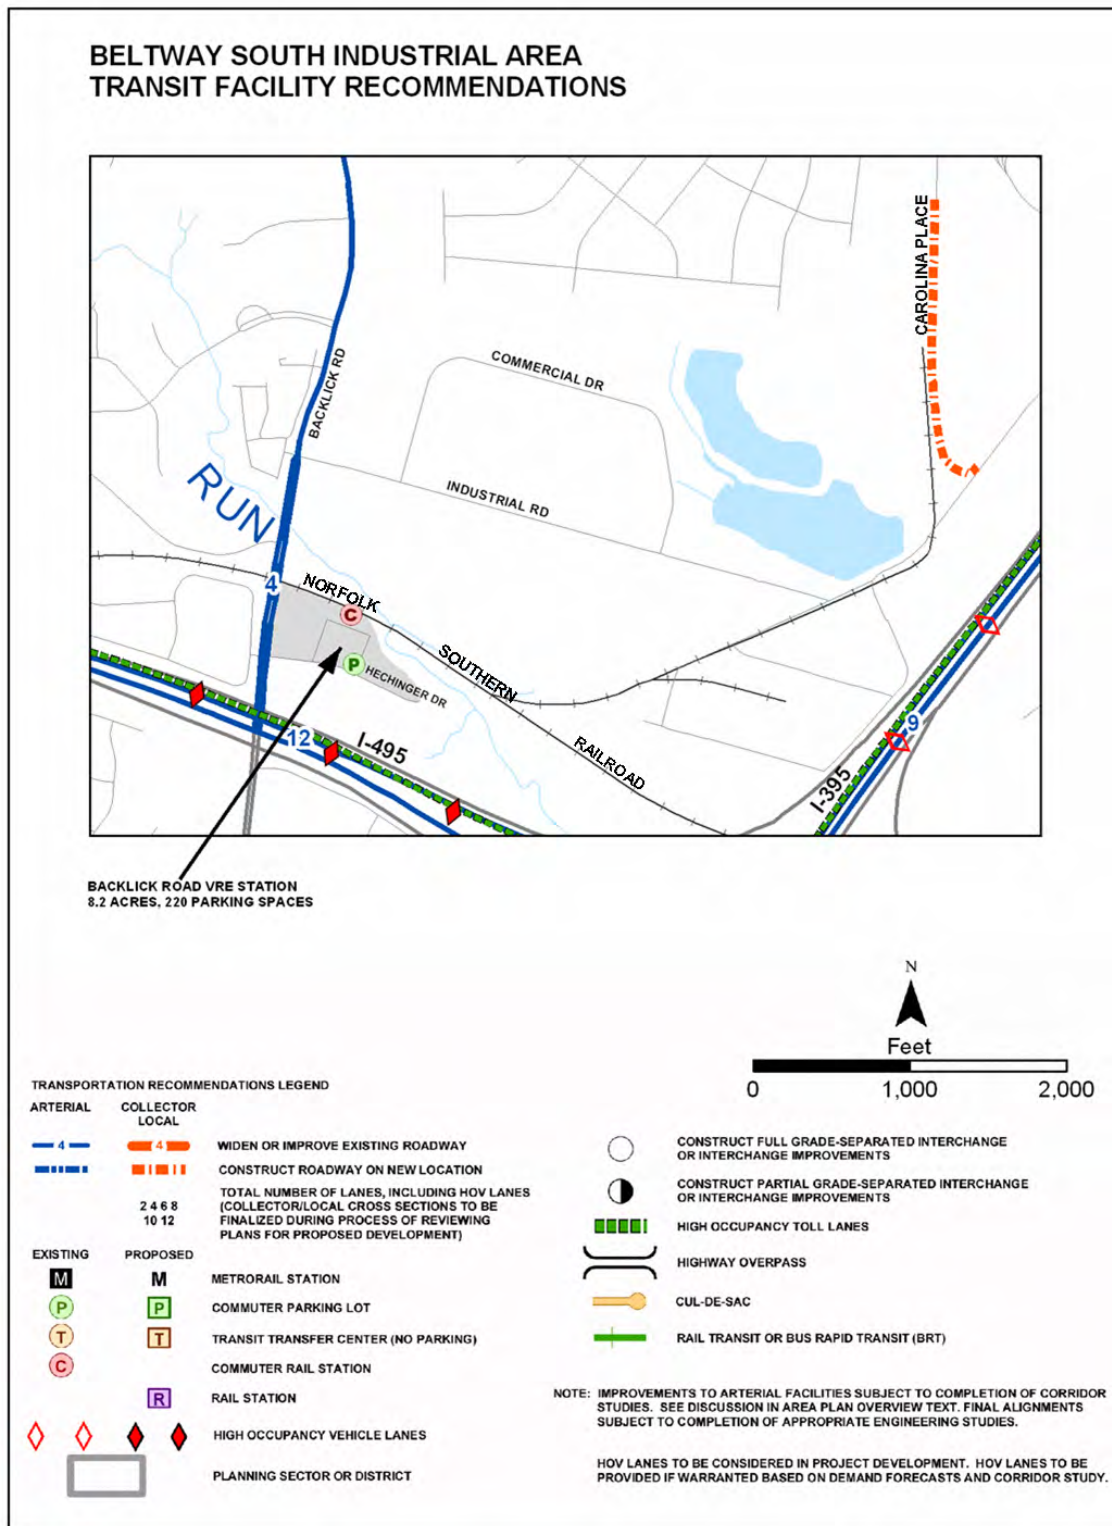 BELTWAY SOUTH INDUSTRIAL AREA
TRANSIT FACILITY RECOMMENDATIONS
CAROLINA PLACE
COMMERCIAL DR
BACKLICK RD
RUN
INDUSTRIAL RD
4
NORFOLK
C
SOUTHERN
P
HECHINGER DR
RAILROAD
12
I-495
9
I-395
BACKLICK ROAD VRE STATION
8.2 ACRES, 220 PARKING SPACES
N
Feet
0 1,000 2,000
TRANSPORTATION RECOMMENDATIONS LEGEND
ARTERIAL COLLECTOR
LOCAL
4 4 WIDEN OR IMPROVE EXISTING ROADWAY
CONSTRUCT ROADWAY ON NEW LOCATION
TOTAL NUMBER OF LANES, INCLUDING HOV LANES
2 4 6 8 (COLLECTOR/LOCAL CROSS SECTIONS TO BE
10 12 FINALIZED DURING PROCESS OF REVIEWING
PLANS FOR PROPOSED DEVELOPMENT)
EXISTING PROPOSED
M M METRORAIL STATION
P P COMMUTER PARKING LOT
T T TRANSIT TRANSFER CENTER (NO PARKING)
C COMMUTER RAIL STATION
R RAIL STATION
HIGH OCCUPANCY VEHICLE LANES
PLANNING SECTOR OR DISTRICT
CONSTRUCT FULL GRADE-SEPARATED INTERCHANGE
OR INTERCHANGE IMPROVEMENTS
CONSTRUCT PARTIAL GRADE-SEPARATED INTERCHANGE
OR INTERCHANGE IMPROVEMENTS
HIGH OCCUPANCY TOLL LANES
HIGHWAY OVERPASS
CUL-DE-SAC
RAIL TRANSIT OR BUS RAPID TRANSIT (BRT)
NOTE: IMPROVEMENTS TO ARTERIAL FACILITIES SUBJECT TO COMPLETION OF CORRIDOR
STUDIES. SEE DISCUSSION IN AREA PLAN OVERVIEW TEXT. FINAL ALIGNMENTS
SUBJECT TO COMPLETION OF APPROPRIATE ENGINEERING STUDIES.
HOV LANES TO BE CONSIDERED IN PROJECT DEVELOPMENT. HOV LANES TO BE
PROVIDED IF WARRANTED BASED ON DEMAND FORECASTS AND CORRIDOR STUDY.